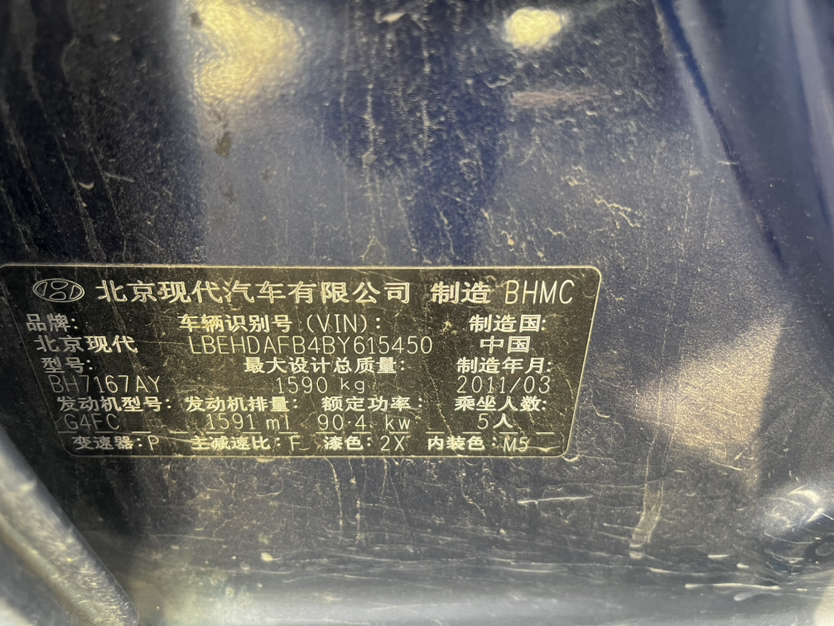 北京现代汽车有限公司 制造 BHMC
品牌: 车辆识别号(VIN): 制造国:
北京现代 LBEHDAFB4BY615450 中国
型号: 最大设计总质量: 制造年月:
BH7167AY 1590 kg 2011/03
发动机型号: 发动机排量: 额定功率: 乘坐人数:
G4FC 1591 ml 90.4 kw 5人
变速器:P 主减速比:F 漆色:2X 内装色:M5